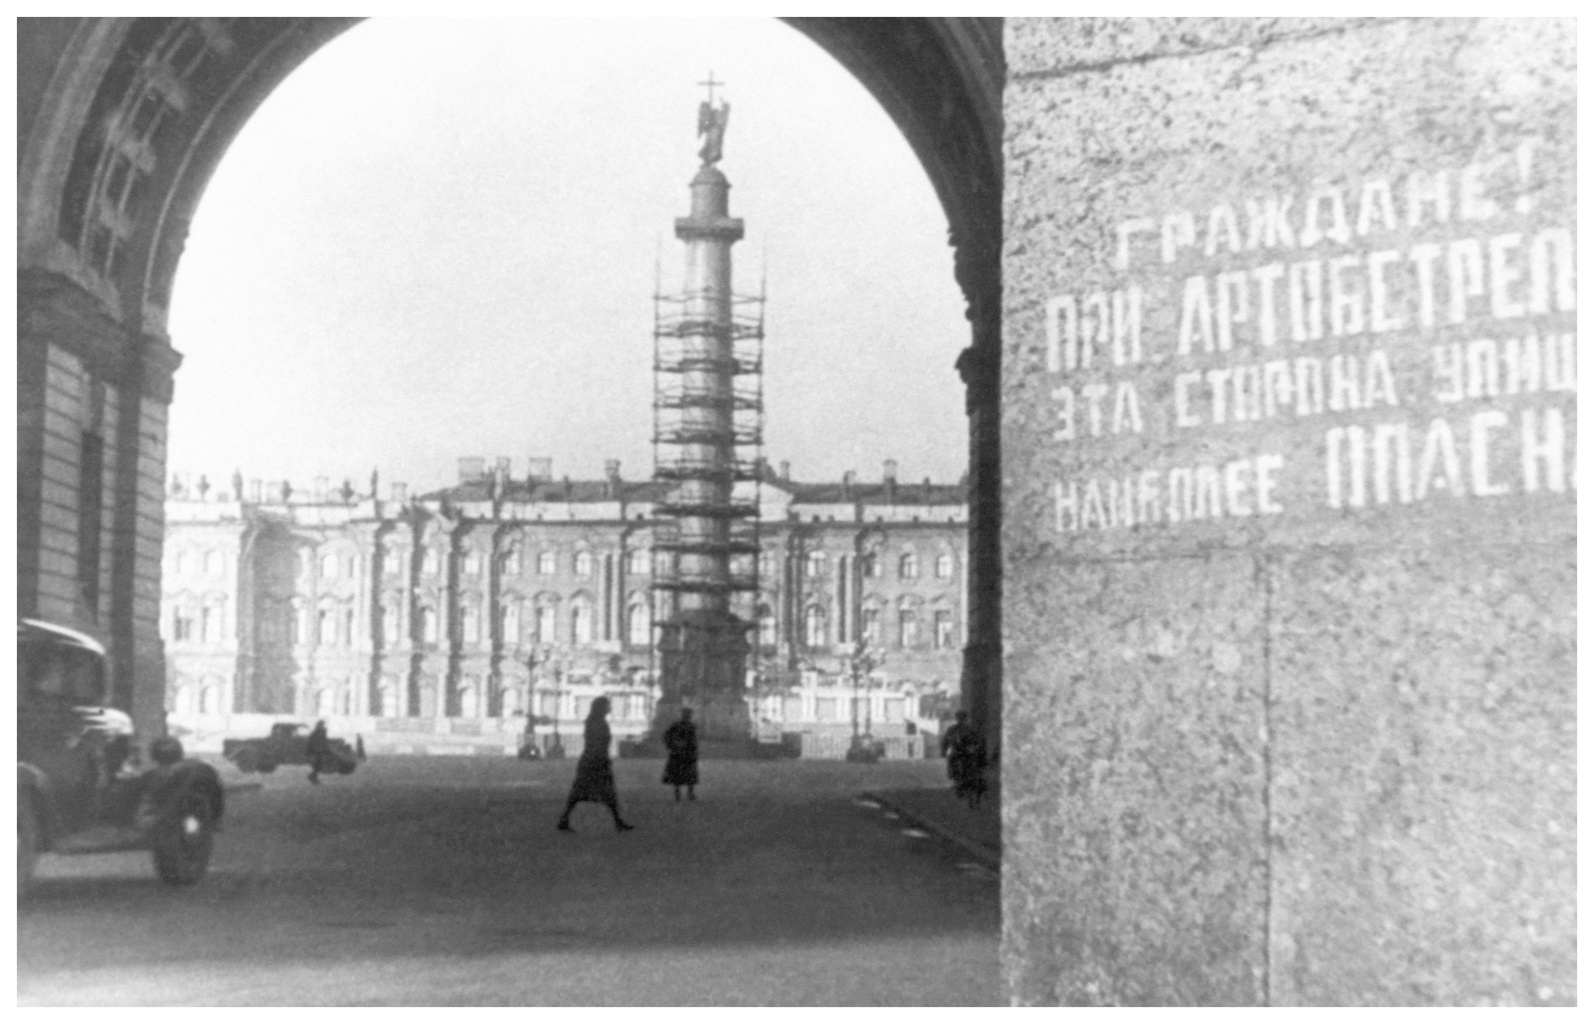 ГРАЖДАНЕ!
ПРИ АРТОБСТРЕЛ
ЭТА СТОРОНА УЛИЦ
НАИБОЛЕЕ ОПАСН